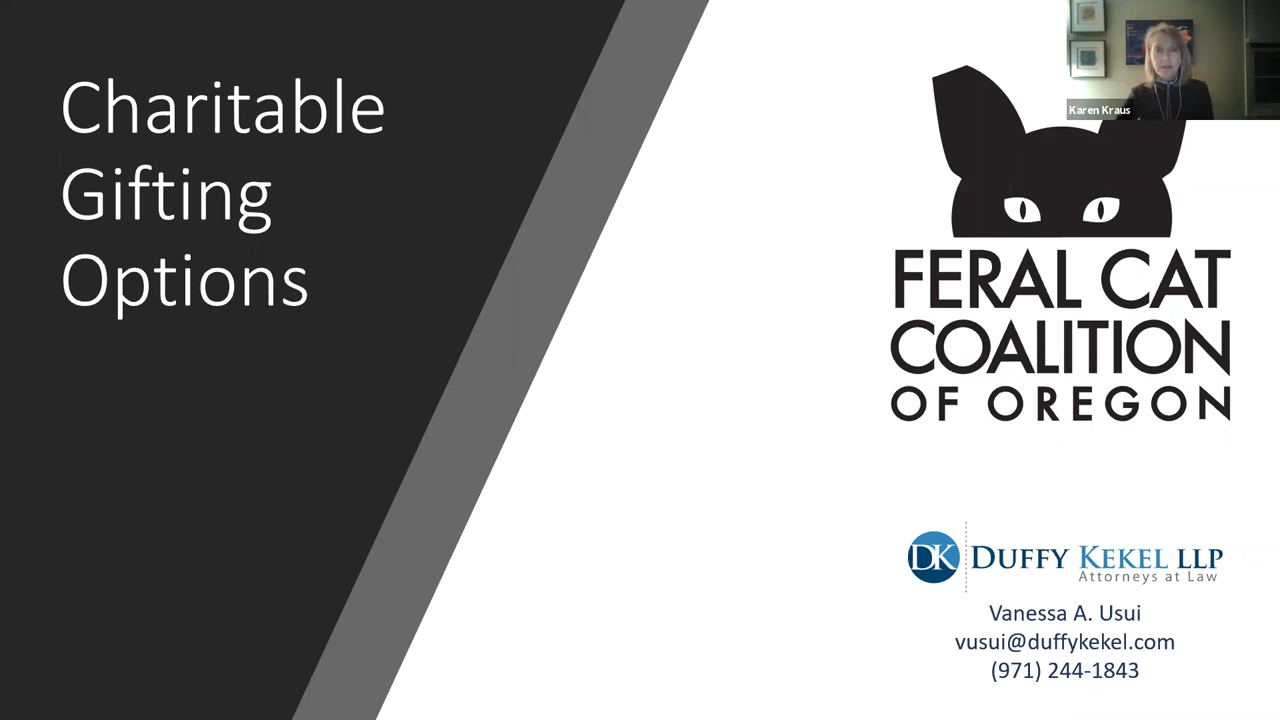 Charitable
Gifting
Options
Karen Kraus
FERAL CAT
COALITION
OF OREGON
DK
DUFFY KEKEL LLP
Attorneys at Law
Vanessa A. Usui
vusui@duffykekel.com
(971) 244-1843